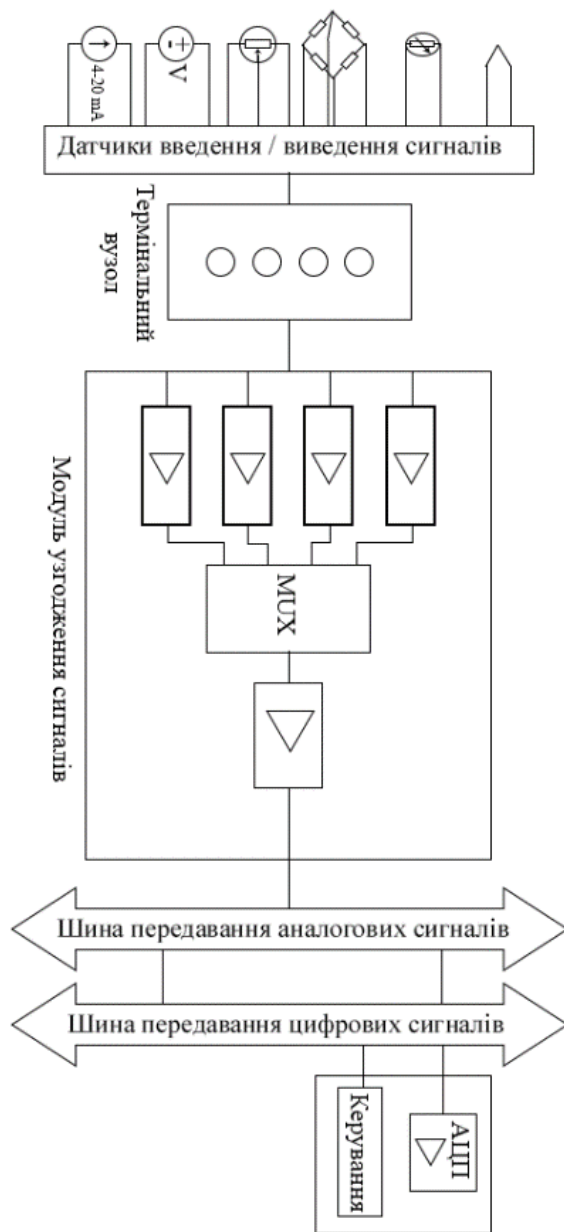 4-20 mA
+
-
V
Датчики введення / виведення сигналів
Термінальний
вузол
Модуль узгодження сигналів
MUX
Шина передавання аналогових сигналів
Шина передавання цифрових сигналів
Керування
АЦП